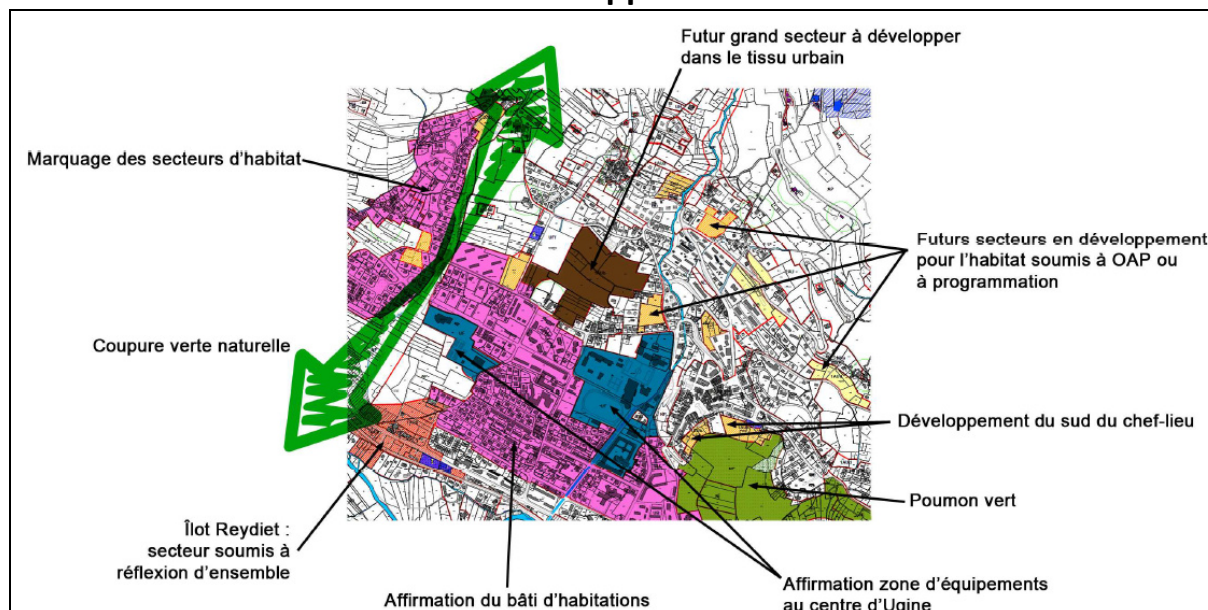 Futur grand secteur à développer
dans le tissu urbain
Marquage des secteurs d'habitat
Futurs secteurs en développement
pour l'habitat soumis à OAP ou
à programmation
Coupure verte naturelle
Développement du sud du chef-lieu
Poumon vert
Îlot Reydiet :
secteur soumis à
réflexion d'ensemble
Affirmation du bâti d'habitations
Affirmation zone d'équipements
au centre d'Ugine